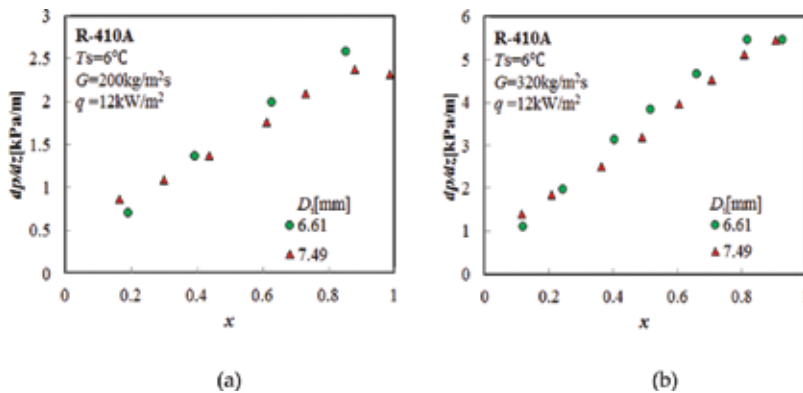 R-410A
Ts=6℃
G=200kg/m²s
q =12kW/m²
dp/dz[kPa/m]
3
2.5
2
1.5
1
0.5
0
Dᵢ[mm]
6.61
7.49
0 0.2 0.4 0.6 0.8 1
x
(a)
R-410A
Ts=6℃
G=320kg/m²s
q =12kW/m²
dp/dz[kPa/m]
6
5
4
3
2
1
0
Dᵢ[mm]
6.61
7.49
0 0.2 0.4 0.6 0.8
x
(b)